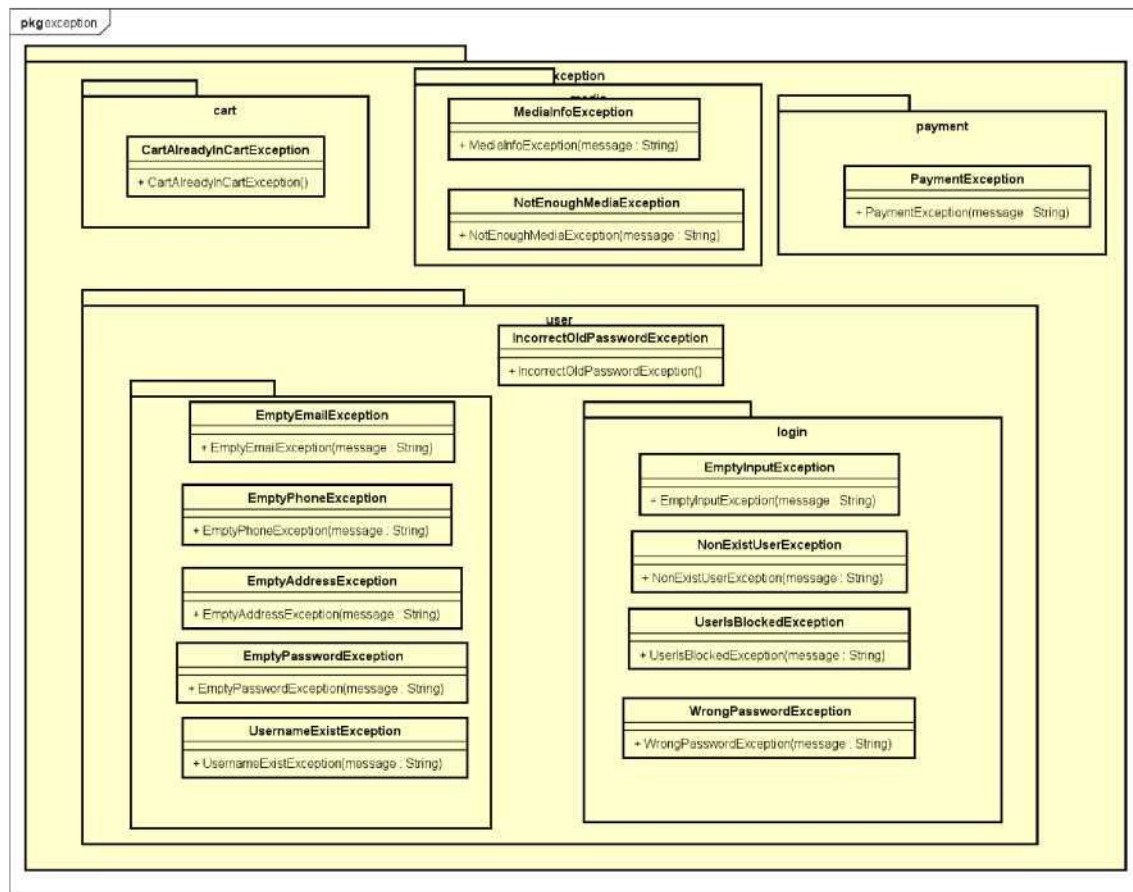 pkg exception
xception
cart
CartAlreadyInCartException
+ CartAlreadyInCartException()
MediaInfoException
+ MediaInfoException(message : String)
NotEnoughMediaException
+ NotEnoughMediaException(message : String)
payment
PaymentException
+ PaymentException(message : String)
user
IncorrectOldPasswordException
+ IncorrectOldPasswordException()
EmptyEmailException
+ EmptyEmailException(message : String)
EmptyPhoneException
+ EmptyPhoneException(message : String)
EmptyAddressException
+ EmptyAddressException(message : String)
EmptyPasswordException
+ EmptyPasswordException(message : String)
UsernameExistException
+ UsernameExistException(message : String)
login
EmptyInputException
+ EmptyInputException(message : String)
NonExistUserException
+ NonExistUserException(message : String)
UserIsBlockedException
+ UserIsBlockedException(message : String)
WrongPasswordException
+ WrongPasswordException(message : String)